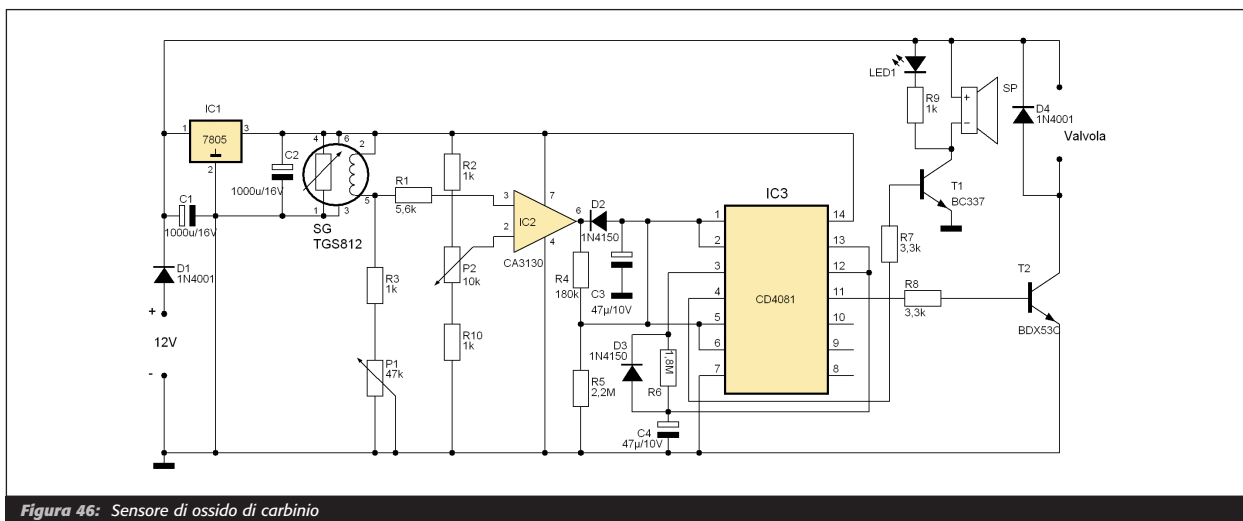 IC1
7805
1
3
2
C1
1000u/16V
C2
1000u/16V
D1
1N4001
+
12V
-
4
6
2
1
3
5
SG
TGS812
R1
5,6k
R2
1k
R3
1k
P1
47k
P2
10k
R10
1k
3
2
7
6
4
IC2
CA3130
D2
1N4150
R4
180k
C3
47µ/10V
R5
2,2M
D3
1N4150
1,8M
R6
C4
47µ/10V
IC3
CD4081
1
2
3
4
5
6
7
14
13
12
11
10
9
8
LED1
R9
1k
+
-
SP
D4
1N4001
Valvola
T1
BC337
R7
3,3k
R8
3,3k
T2
BDX53C
Figura 46: Sensore di ossido di carbinio